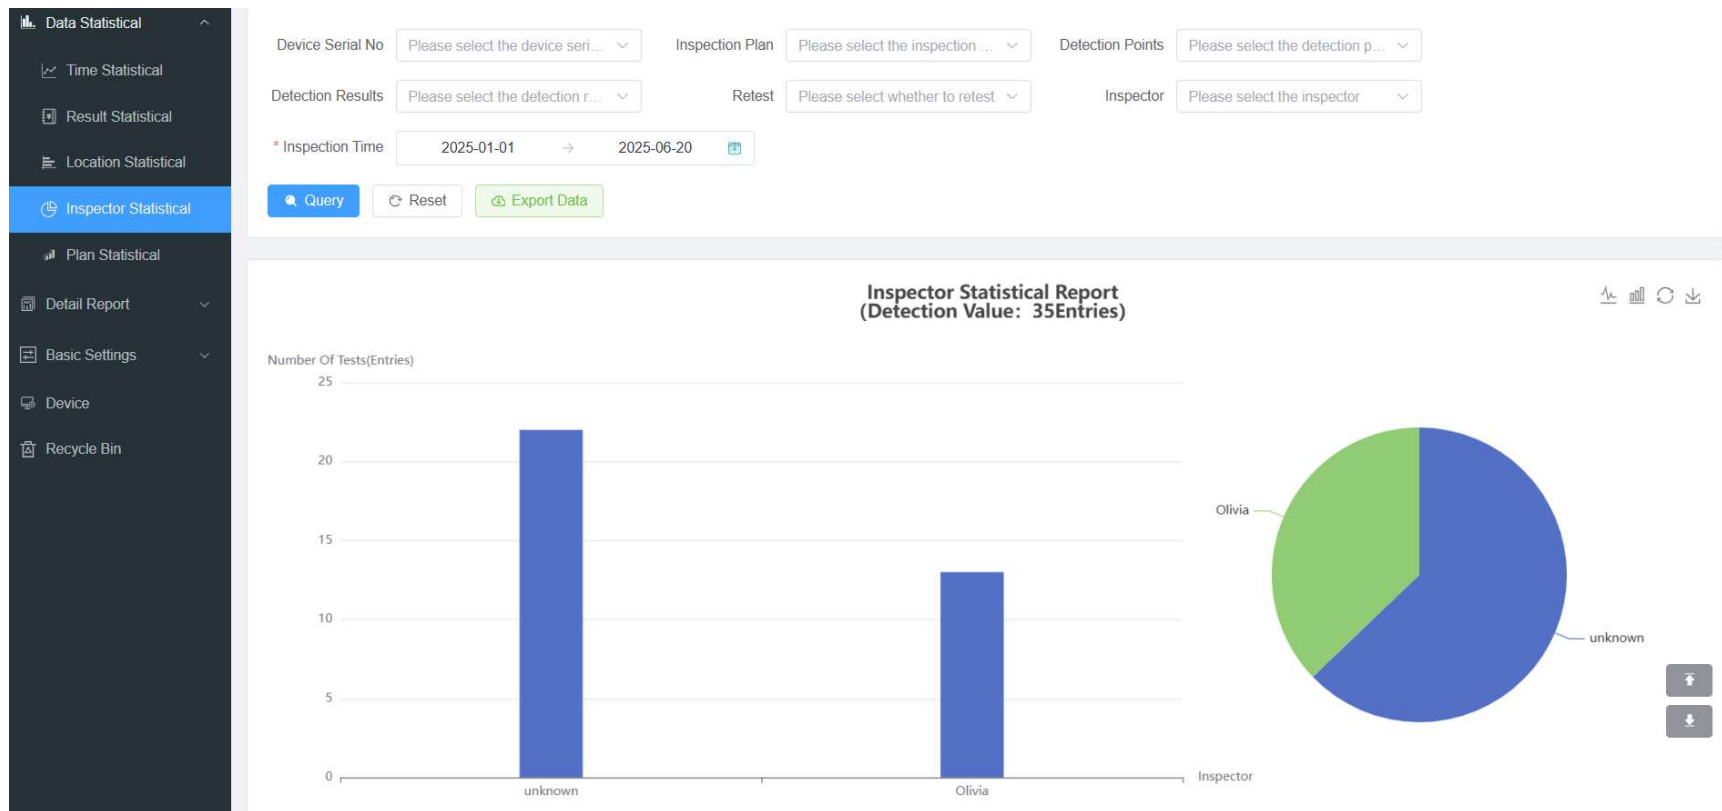 Data Statistical
Time Statistical
Result Statistical
Location Statistical
Inspector Statistical
Plan Statistical
Detail Report
Basic Settings
Device
Recycle Bin
Device Serial No Please select the device seri... Inspection Plan Please select the inspection ... Detection Points Please select the detection p...
Detection Results Please select the detection r... Retest Please select whether to retest Inspector Please select the inspector
* Inspection Time 2025-01-01 → 2025-06-20
Query Reset Export Data
Inspector Statistical Report
(Detection Value: 35Entries)
Number Of Tests(Entries)
25
20
15
10
5
0
unknown Olivia
Inspector
Olivia
unknown